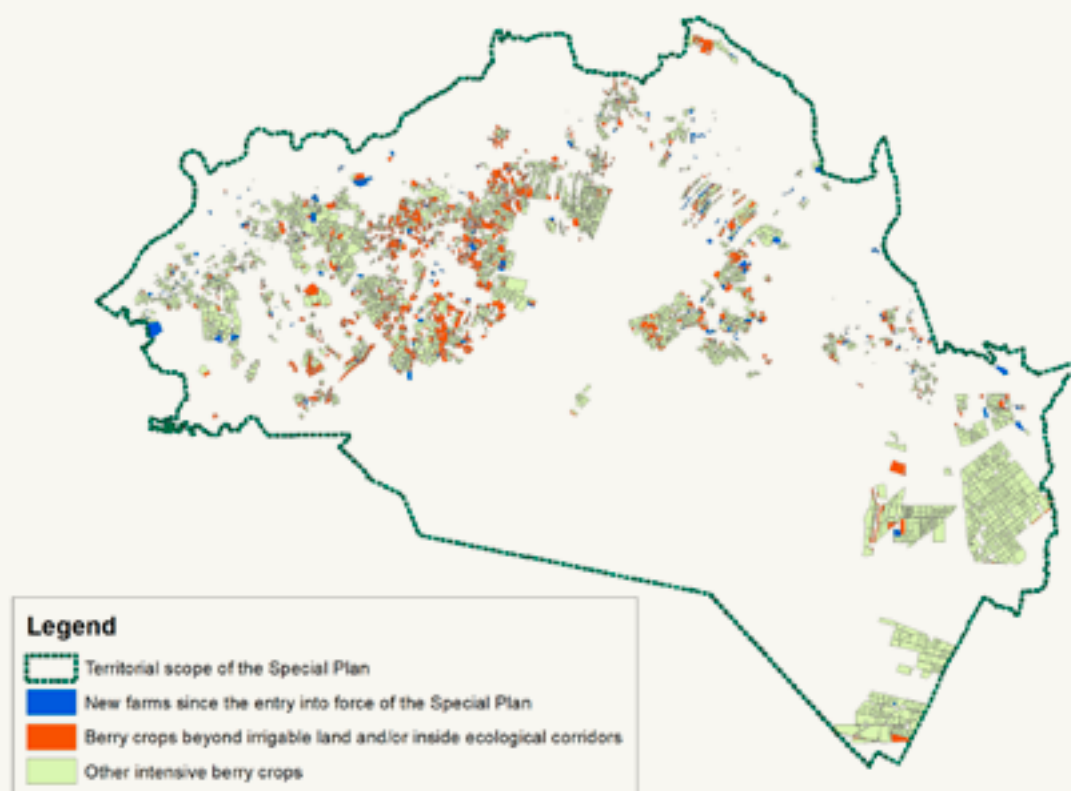 Legend
Territorial scope of the Special Plan
New farms since the entry into force of the Special Plan
Berry crops beyond irrigable land and/or inside ecological corridors
Other intensive berry crops